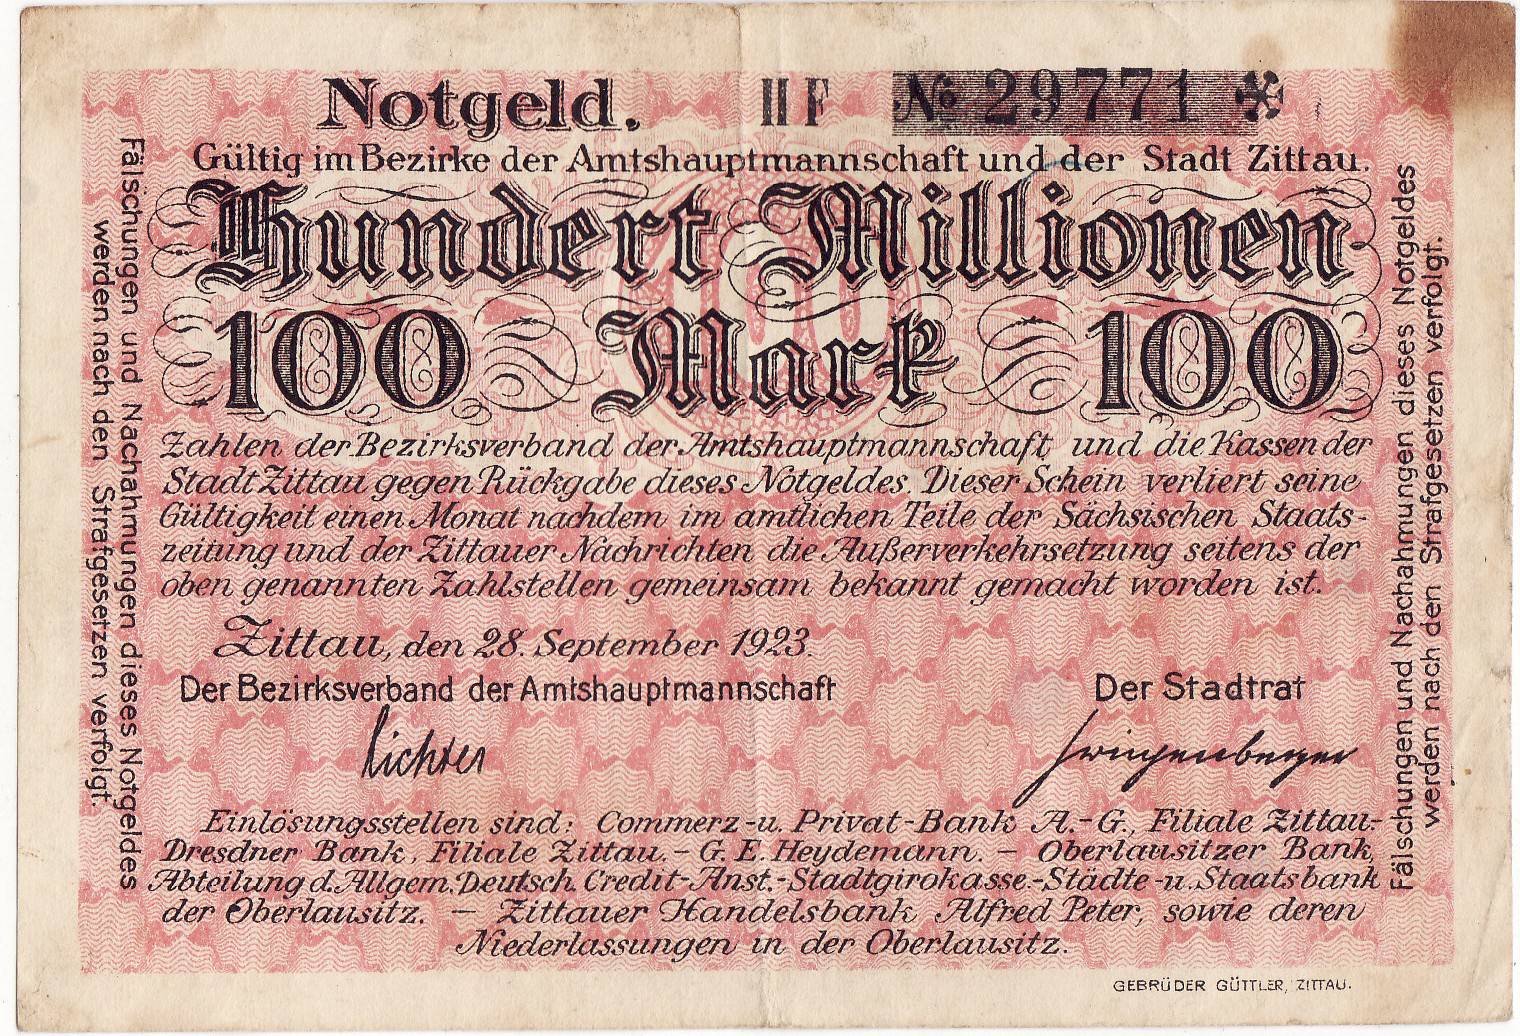 Notgeld. II F № 29771
Gültig im Bezirke der Amtshauptmannschaft und der Stadt Zittau.
Hundert Millionen
100 Mark 100
Zahlen der Bezirksverband der Amtshauptmannschaft und die Kassen der
Stadt Zittau gegen Rückgabe dieses Notgeldes. Dieser Schein verliert seine
Gültigkeit einen Monat nachdem im amtlichen Teile der Sächsischen Staats-
zeitung und der Zittauer Nachrichten die Außerverkehrsetzung seitens der
oben genannten Zahlstellen gemeinsam bekannt gemacht worden ist.
Zittau, den 28. September 1923.
Der Bezirksverband der Amtshauptmannschaft Der Stadtrat
Richter
Einlösungsstellen sind: Commerz-u. Privat-Bank A.-G., Filiale Zittau.-
Dresdner Bank, Filiale Zittau. - G. E. Heydemann. - Oberlausitzer Bank,
Abteilung d. Allgem. Deutsch. Credit-Anst.-Stadtgirokasse.-Städte-u. Staatsbank
der Oberlausitz. - Zittauer Handelsbank Alfred Peter, sowie deren
Niederlassungen in der Oberlausitz.
Fälschungen und Nachahmungen dieses Notgeldes
werden nach den Strafgesetzen verfolgt.
Fälschungen und Nachahmungen dieses Notgeldes
werden nach den Strafgesetzen verfolgt.
GEBRÜDER GÜTTLER, ZITTAU.